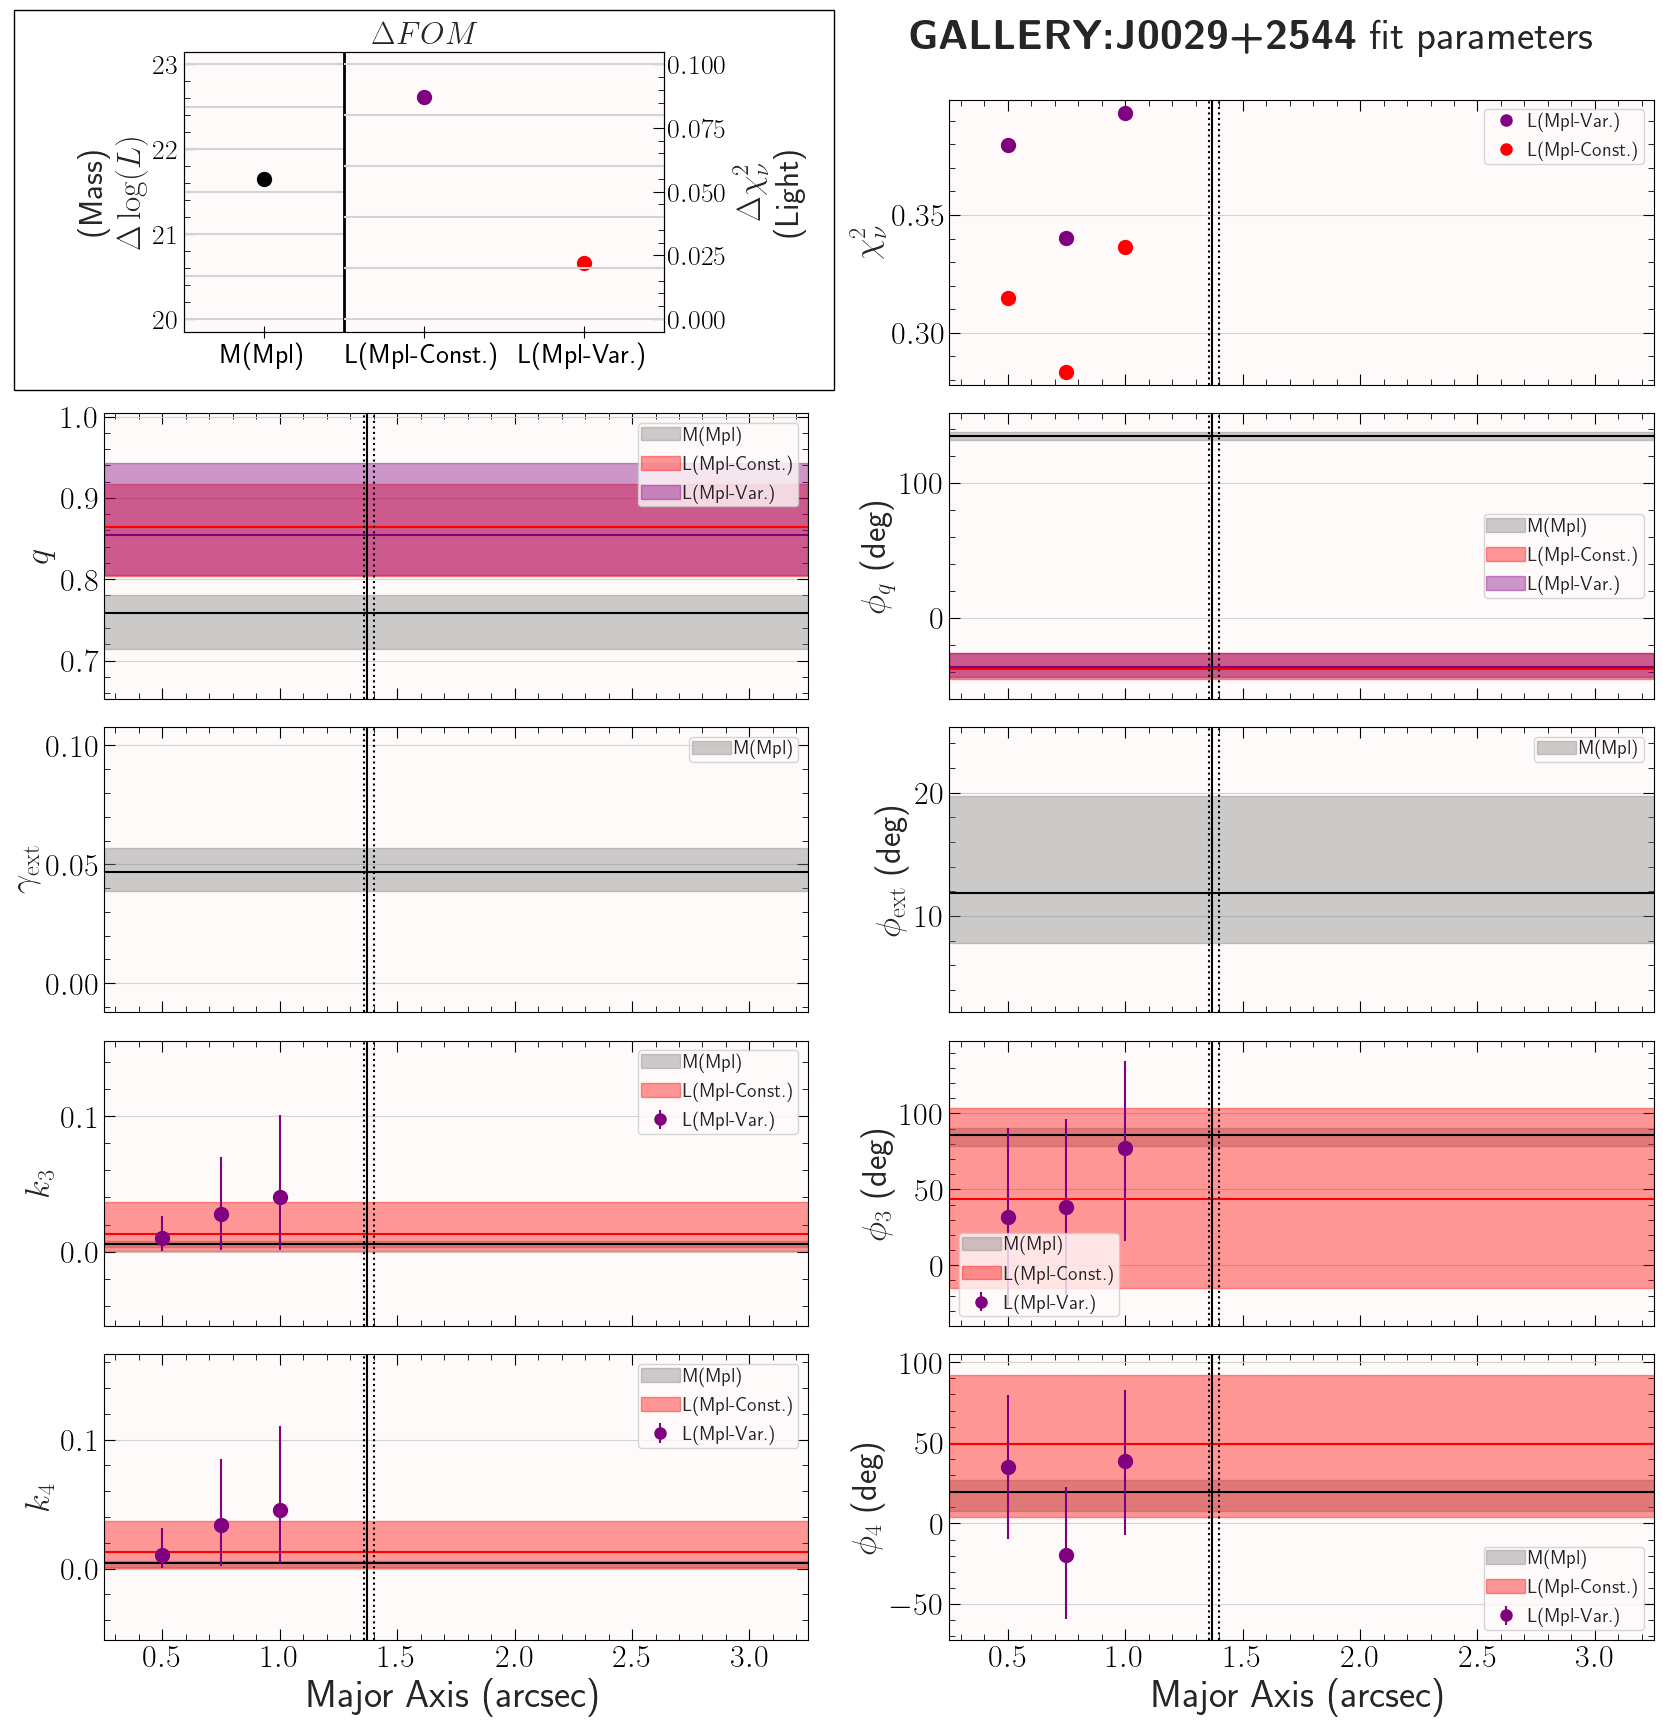 ΔFOM
GALLERY:J0029+2544 fit parameters
(Mass)
Δ log(L)
23
22
21
20
0.100
0.075
0.050
0.025
0.000
Δχ²ᵥ
(Light)
M(Mpl)
L(Mpl-Const.)
L(Mpl-Var.)
χ²ᵥ
0.35
0.30
L(Mpl-Var.)
L(Mpl-Const.)
q
1.0
0.9
0.8
0.7
M(Mpl)
L(Mpl-Const.)
L(Mpl-Var.)
ϕ_q (deg)
100
0
M(Mpl)
L(Mpl-Const.)
L(Mpl-Var.)
γ_ext
0.10
0.05
0.00
M(Mpl)
ϕ_ext (deg)
20
10
M(Mpl)
k₃
0.1
0.0
M(Mpl)
L(Mpl-Const.)
L(Mpl-Var.)
ϕ₃ (deg)
100
50
0
M(Mpl)
L(Mpl-Const.)
L(Mpl-Var.)
k₄
0.1
0.0
M(Mpl)
L(Mpl-Const.)
L(Mpl-Var.)
0.5 1.0 1.5 2.0 2.5 3.0
Major Axis (arcsec)
ϕ₄ (deg)
100
50
0
−50
M(Mpl)
L(Mpl-Const.)
L(Mpl-Var.)
0.5 1.0 1.5 2.0 2.5 3.0
Major Axis (arcsec)